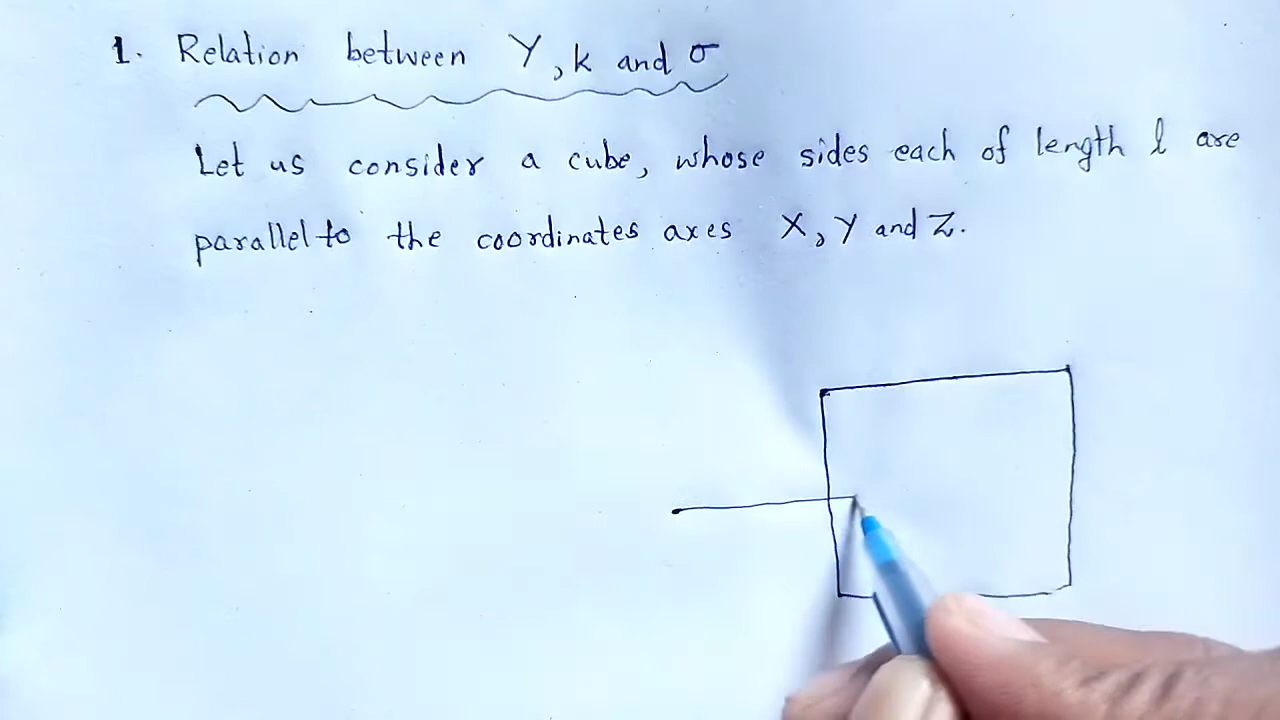 1. Relation between Y, k and σ
Let us consider a cube, whose sides each of length l are
parallel to the coordinates axes X, Y and Z.